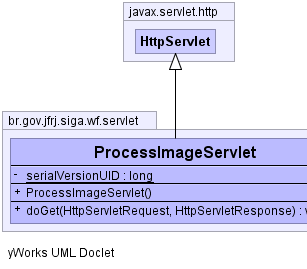 javax.servlet.http
HttpServlet
br.gov.jfrj.siga.wf.servlet
ProcessImageServlet
- serialVersionUID : long
+ ProcessImageServlet()
+ doGet(HttpServletRequest, HttpServletResponse) :
yWorks UML Doclet